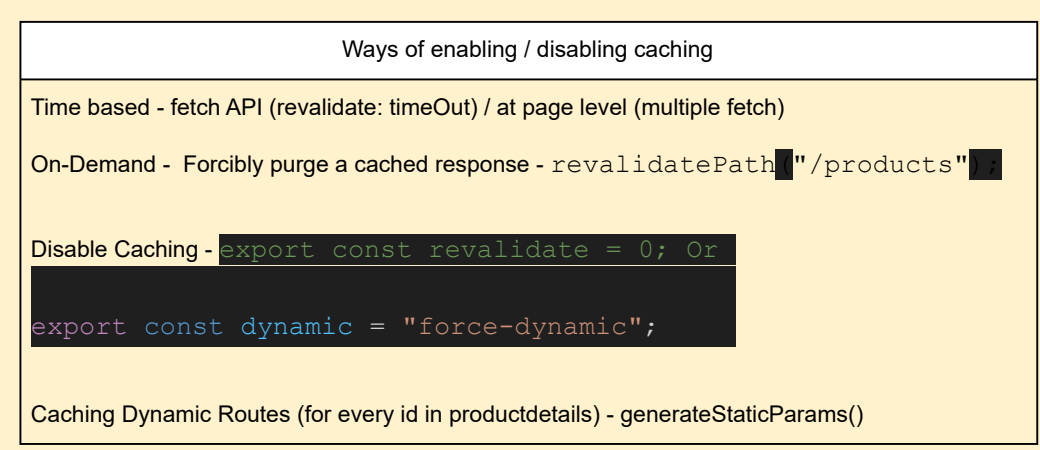 Ways of enabling / disabling caching
Time based - fetch API (revalidate: timeOut) / at page level (multiple fetch)
On-Demand - Forcibly purge a cached response - revalidatePath("/products");
Disable Caching - export const revalidate = 0; Or
export const dynamic = "force-dynamic";
Caching Dynamic Routes (for every id in productdetails) - generateStaticParams()